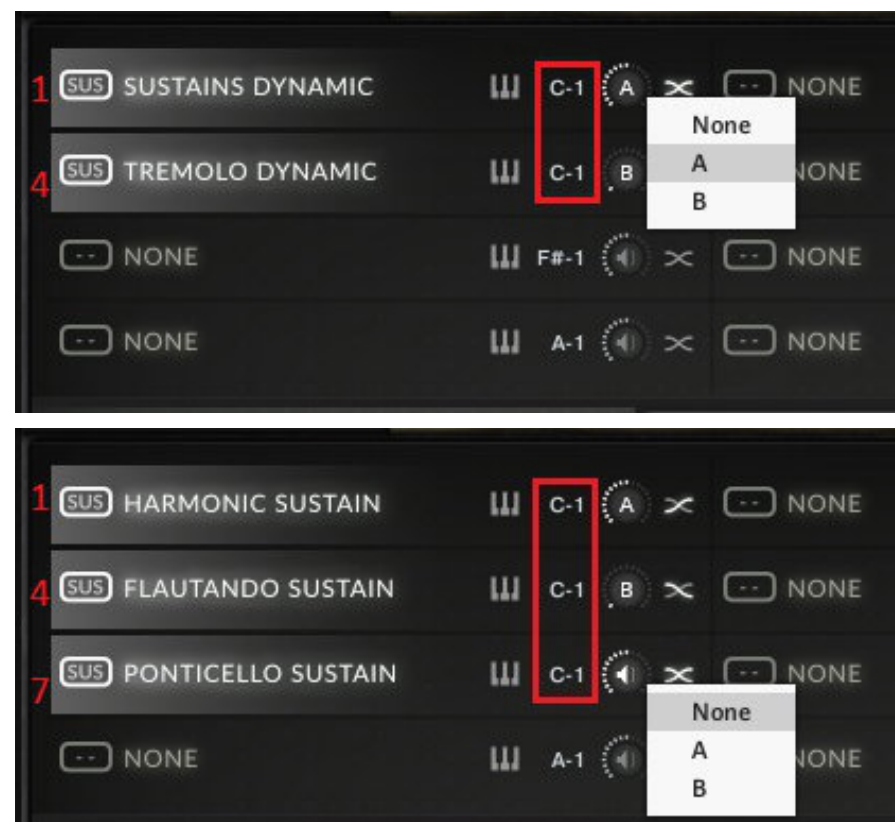 1 SUS SUSTAINS DYNAMIC C-1 A -- NONE
None
4 SUS TREMOLO DYNAMIC C-1 B A NONE
B
-- NONE F#-1 -- NONE
-- NONE A-1 -- NONE
1 SUS HARMONIC SUSTAIN C-1 A -- NONE
4 SUS FLAUTANDO SUSTAIN C-1 B -- NONE
7 SUS PONTICELLO SUSTAIN C-1 -- NONE
None
-- NONE A-1 A NONE
B